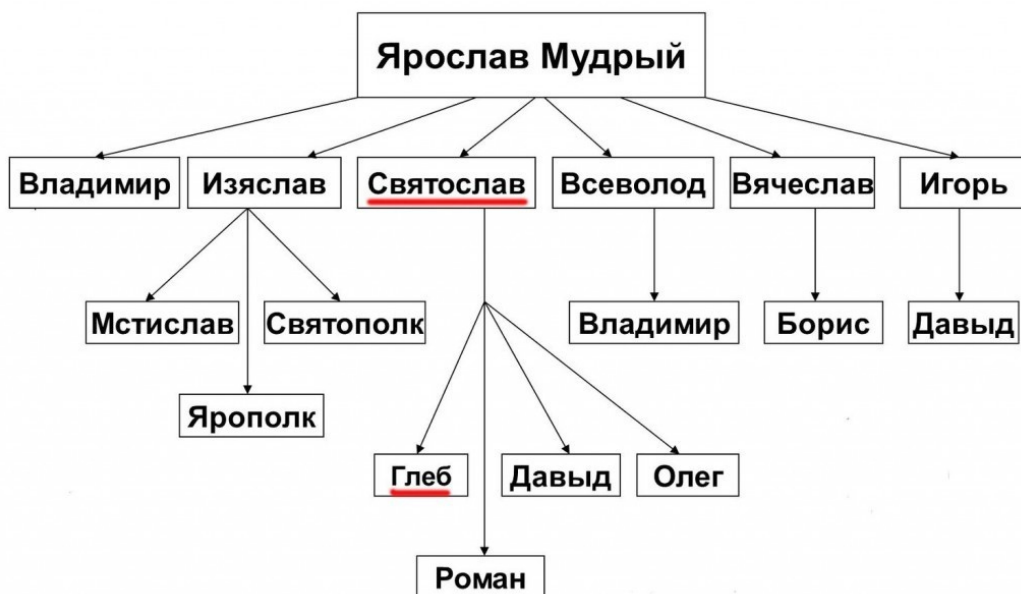 Ярослав Мудрый
Владимир
Изяслав
Святослав
Всеволод
Вячеслав
Игорь
Мстислав
Святополк
Владимир
Борис
Давыд
Ярополк
Глеб
Давыд
Олег
Роман